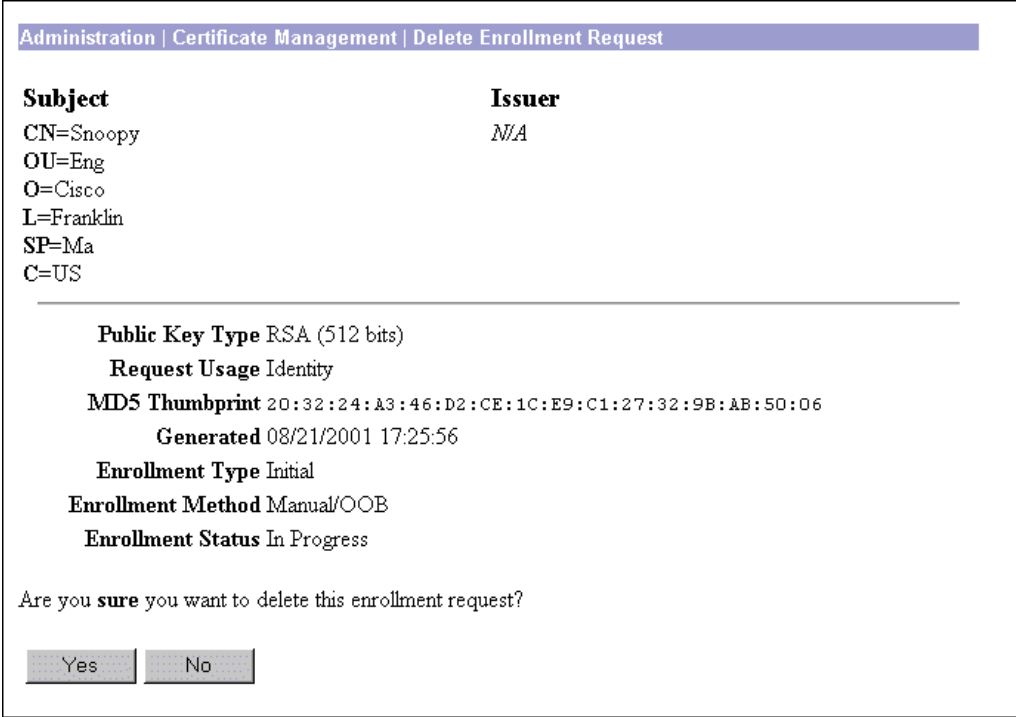 Administration | Certificate Management | Delete Enrollment Request
Subject
Issuer
CN=Snoopy
N/A
OU=Eng
O=Cisco
L=Franklin
SP=Ma
C=US
Public Key Type RSA (512 bits)
Request Usage Identity
MD5 Thumbprint 20:32:24:A3:46:D2:CE:1C:E9:C1:27:32:9B:AB:50:06
Generated 08/21/2001 17:25:56
Enrollment Type Initial
Enrollment Method Manual/OOB
Enrollment Status In Progress
Are you sure you want to delete this enrollment request?
Yes No